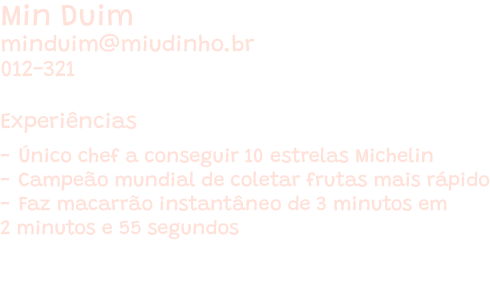 Min Duim
minduim@miudinho.br
012-321
Experiências
- Único chef a conseguir 10 estrelas Michelin
- Campeão mundial de coletar frutas mais rápido
- Faz macarrão instantâneo de 3 minutos em
2 minutos e 55 segundos